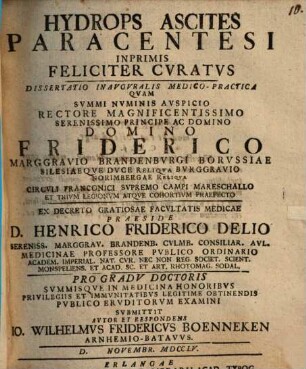 10.
HYDROPS ASCITES
PARACENTESI
INPRIMIS
FELICITER CVRATVS
DISSERTATIO INAVGVRALIS MEDICO-PRACTICA
QVAM
SVMMI NVMINIS AVSPICIO
RECTORE MAGNIFICENTISSIMO
SERENISSIMO PRINCIPE AC DOMINO
DOMINO
FRIDERICO
MARGGRAVIO BRANDENBVRGI BORVSSIAE
SILESIAEQVE DVCE RELIQVA BVRGGRAVIO
NORIMBERGAE RELIQVA
CIRCVLI FRANCONICI SVPREMO CAMPI MARESCHALLO
ET TRIVM LEGIONVM ATQVE COHORTIVM PRAEFECTO
EX DECRETO GRATIOSAE FACVLTATIS MEDICAE
PRAESIDE
D. HENRICO FRIDERICO DELIO
SERENISS. MARGGRAV. BRANDENB. CVLMB. CONSILIAR. AVL.
MEDICINAE PROFESSORE PVBLICO ORDINARIO
ACADEM. IMPERIAL. NAT. CVR. NEC NON REG. SOCIET. SCIENT.
MONSPELIENS. ET ACAD. SC. ET ART. RHOTOMAG. SODAL.
PRO GRADV DOCTORIS
SVMMISQVE IN MEDICINA HONORIBVS
PRIVILEGIIS ET IMMVNITATIBVS LEGITIME OBTINENDIS
PVBLICO ERVDITORVM EXAMINI
SVBMITTIT
AVTOR ET RESPONDENS
IO. WILHELMVS FRIDERICVS BOENNEKEN
ARNHEMIO-BATAVVS.
D. NOVEMBR. MDCCLV.
ERLANGAE